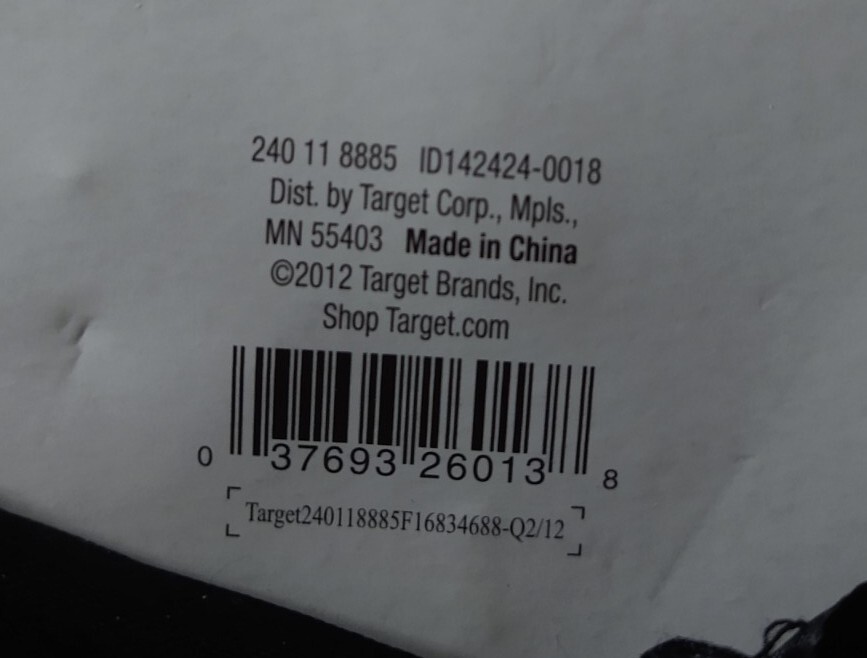 240 11 8885 ID142424-0018
Dist. by Target Corp., Mpls.,
MN 55403 Made in China
©2012 Target Brands, Inc.
Shop Target.com
0 37693 26013 8
Target240118885F16834688-Q2/12